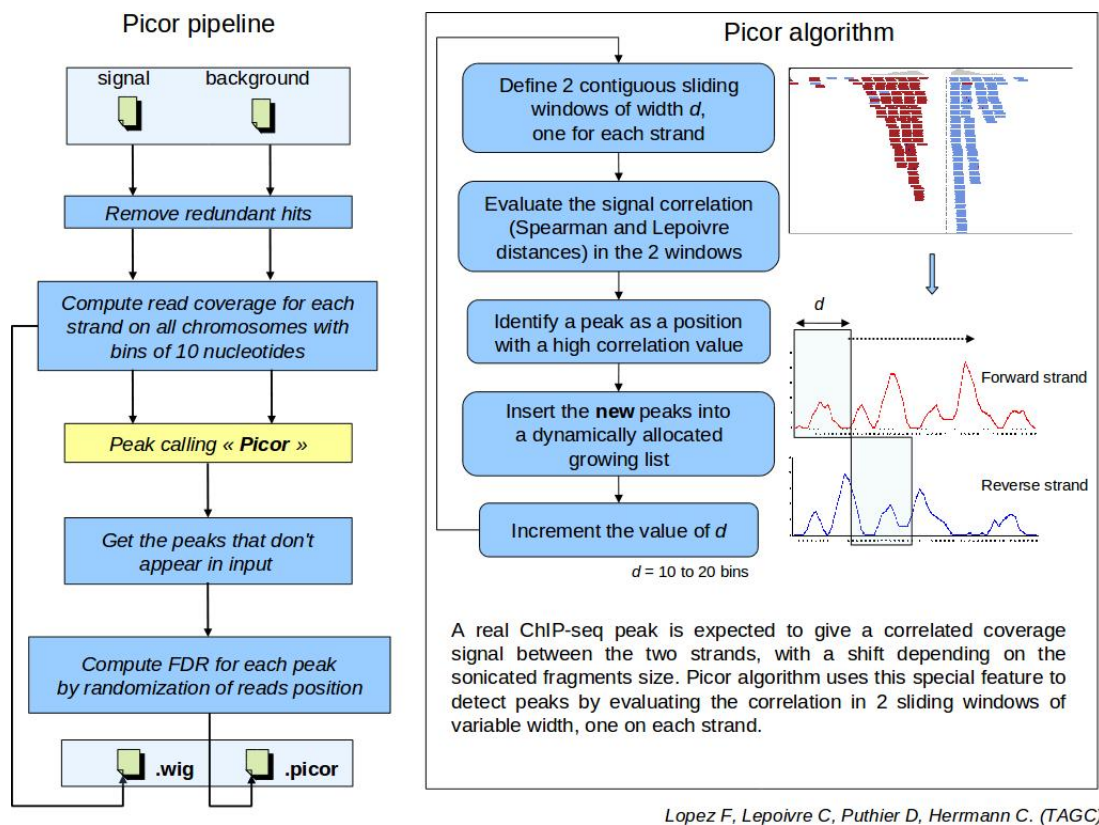 Picor pipeline
signal
background
Remove redundant hits
Compute read coverage for each
strand on all chromosomes with
bins of 10 nucleotides
Peak calling « Picor »
Get the peaks that don't
appear in input
Compute FDR for each peak
by randomization of reads position
.wig
.picor
Picor algorithm
Define 2 contiguous sliding
windows of width d,
one for each strand
Evaluate the signal correlation
(Spearman and Lepoivre
distances) in the 2 windows
Identify a peak as a position
with a high correlation value
Insert the new peaks into
a dynamically allocated
growing list
Increment the value of d
d = 10 to 20 bins
d
Forward strand
Reverse strand
A real ChIP-seq peak is expected to give a correlated coverage
signal between the two strands, with a shift depending on the
sonicated fragments size. Picor algorithm uses this special feature to
detect peaks by evaluating the correlation in 2 sliding windows of
variable width, one on each strand.
Lopez F, Lepoivre C, Puthier D, Herrmann C. (TAGC)